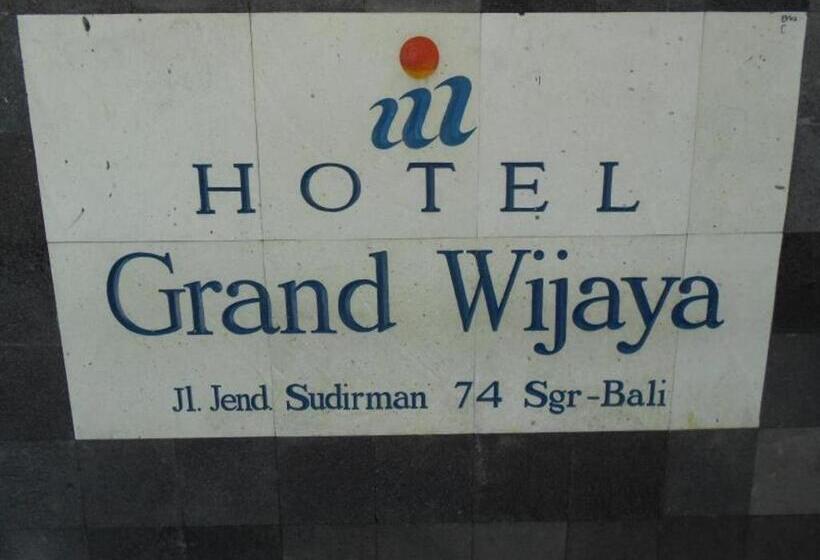 HOTEL
Grand Wijaya
Jl. Jend. Sudirman 74 Sgr-Bali